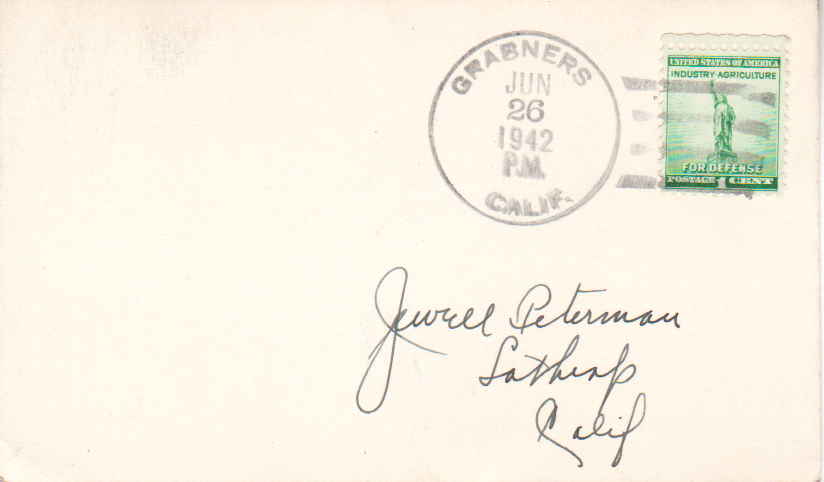 GRABNERS
JUN
26
1942
P.M.
CALIF.
UNITED STATES OF AMERICA
INDUSTRY·AGRICULTURE
FOR DEFENSE
POSTAGE 1 CENT
Jewell Peterman
Lathrop
Calif